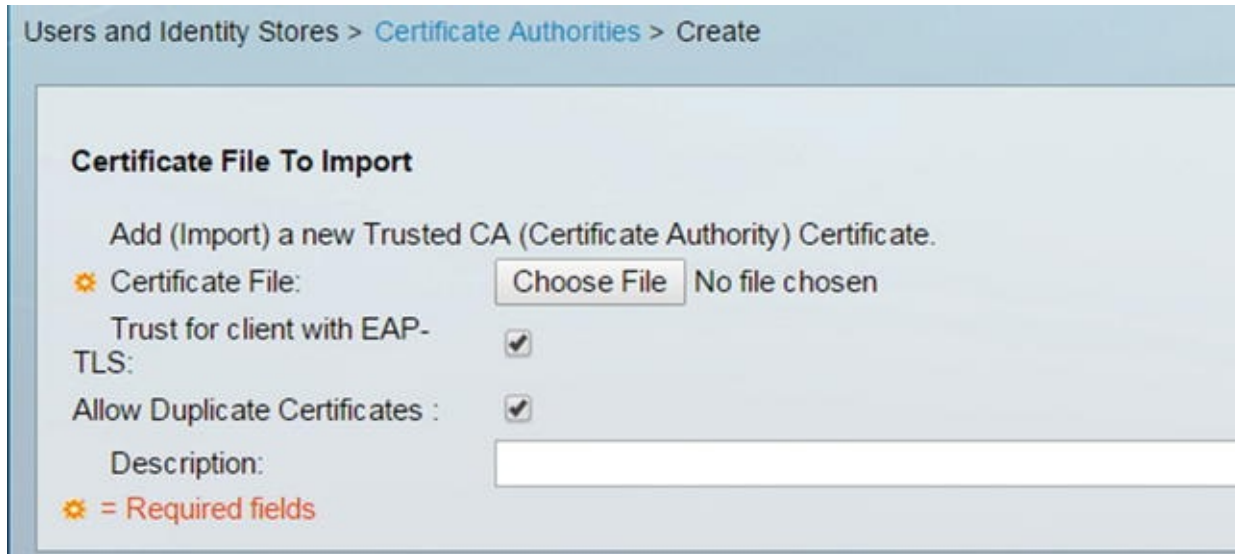 Users and Identity Stores > Certificate Authorities > Create
Certificate File To Import
Add (Import) a new Trusted CA (Certificate Authority) Certificate.
Certificate File: Choose File No file chosen
Trust for client with EAP-
TLS:
Allow Duplicate Certificates :
Description:
= Required fields